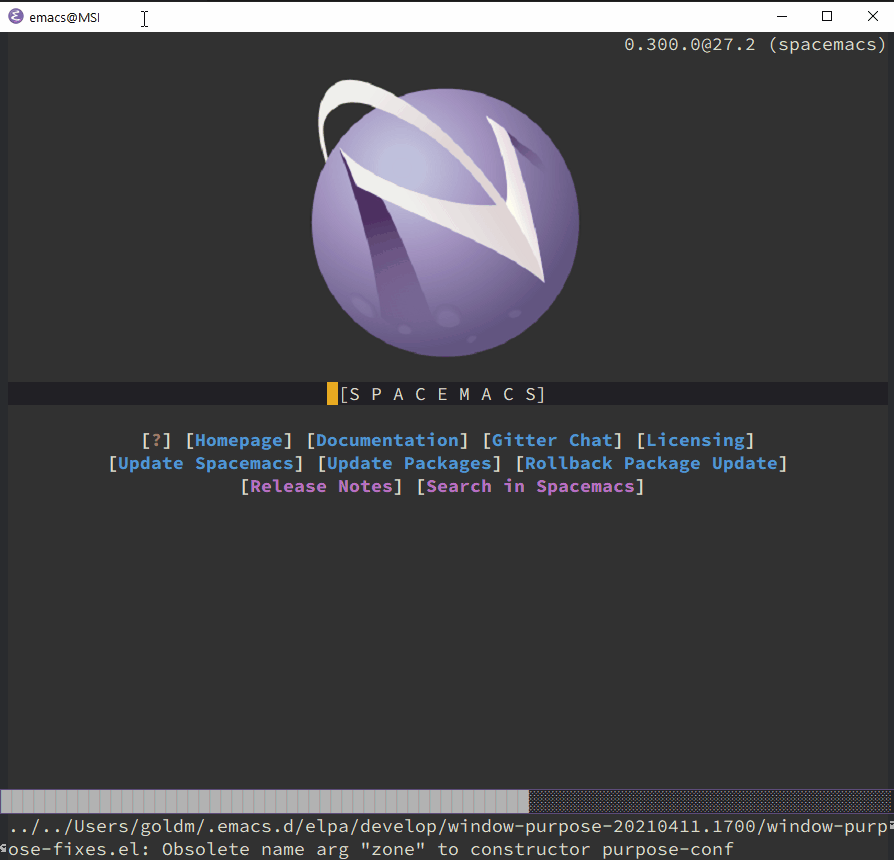 emacs@MSI
0.300.0@27.2 (spacemacs)
[S P A C E M A C S]
[?] [Homepage] [Documentation] [Gitter Chat] [Licensing]
[Update Spacemacs] [Update Packages] [Rollback Package Update]
[Release Notes] [Search in Spacemacs]
../../Users/goldm/.emacs.d/elpa/develop/window-purpose-20210411.1700/window-purp
ose-fixes.el: Obsolete name arg "zone" to constructor purpose-conf